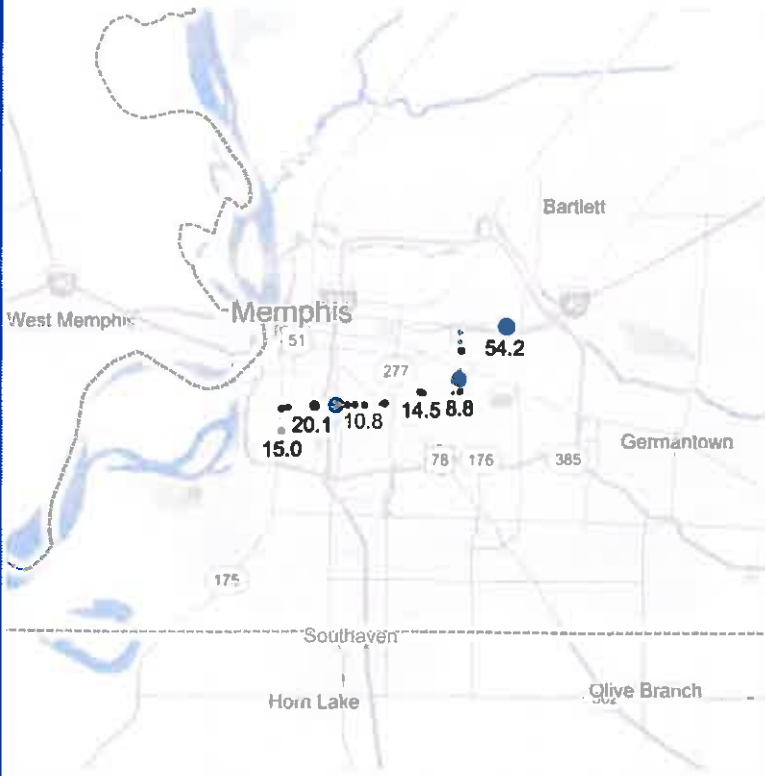 Bartlett
West Memphis
Memphis
51
54.2
277
14.5 8.8
20.1 10.8
15.0
Germantown
78 176 385
175
Southaven
Horn Lake
Olive Branch